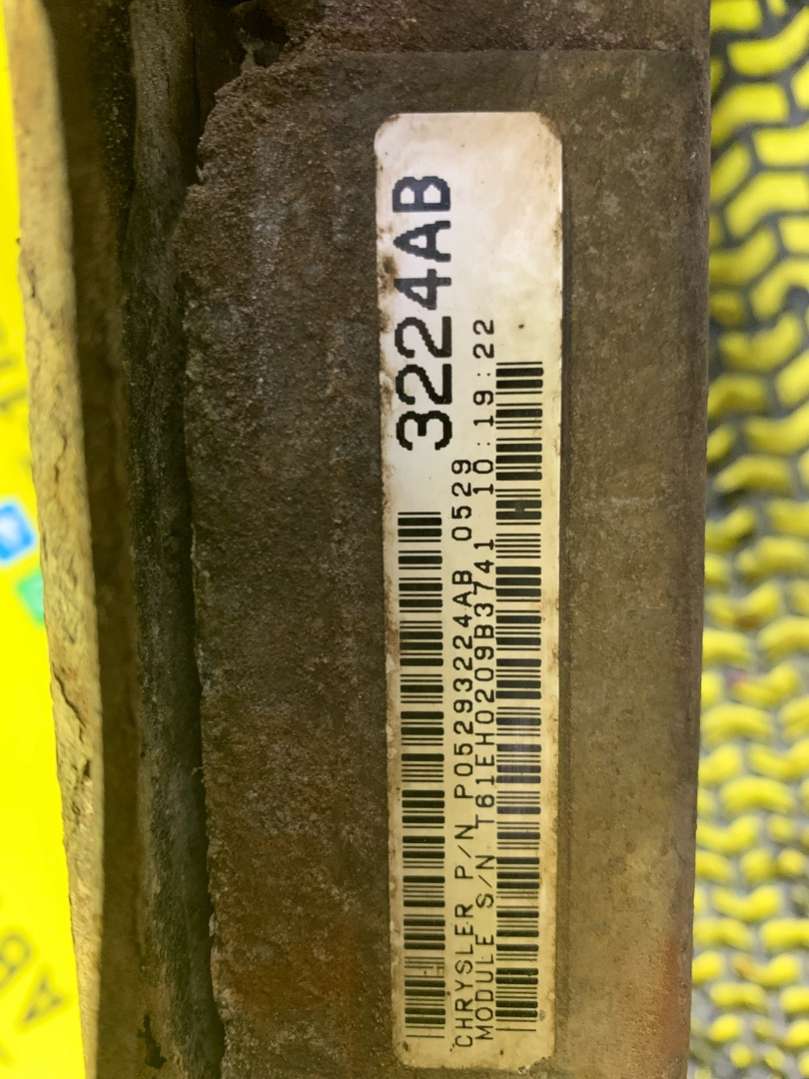 3224AB
CHRYSLER P/N P05293224AB 0529
MODULE S/N T61EH0209B3741 10:19:22